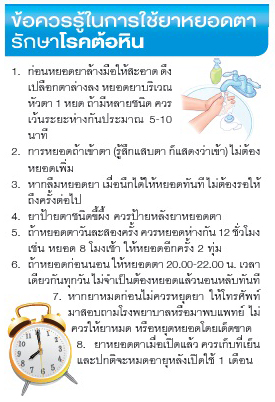 ข้อควรรู้ในการใช้ยาหยอดตา
รักษาโรคต้อหิน
1. ก่อนหยอดยาล้างมือให้สะอาด ดึง
เปลือกตาล่างลง หยอดยาบริเวณ
หัวตา 1 หยด ถ้ามีหลายชนิด ควร
เว้นระยะห่างกันประมาณ 5-10
นาที
2. การหยอดถ้าเข้าตา (รู้สึกแสบตา ก็แสดงว่าเข้า) ไม่ต้อง
หยอดเพิ่ม
3. หากลืมหยอดยา เมื่อนึกได้ให้หยอดทันที ไม่ต้องรอให้
ถึงครั้งต่อไป
4. ยาป้ายตาชนิดขี้ผึ้ง ควรป้ายหลังยาหยอดตา
5. ถ้าหยอดตาวันละสองครั้ง ควรหยอดห่างกัน 12 ชั่วโมง
เช่น หยอด 8 โมงเช้า ให้หยอดอีกครั้ง 2 ทุ่ม
6. ถ้าหยอดก่อนนอน ให้หยอดตา 20.00-22.00 น. เวลา
เดียวกันทุกวัน ไม่จำเป็นต้องหยอดแล้วนอนหลับทันที
7. หากยาหมดก่อนไม่ควรหยุดยา ให้โทรศัพท์
มาสอบถามโรงพยาบาลหรือมาพบแพทย์ ไม่
ควรให้ยาหมด หรือหยุดหยอดโดยเด็ดขาด
8. ยาหยอดตาเมื่อเปิดแล้ว ควรเก็บที่เย็น
และปกติจะหมดอายุหลังเปิดใช้ 1 เดือน